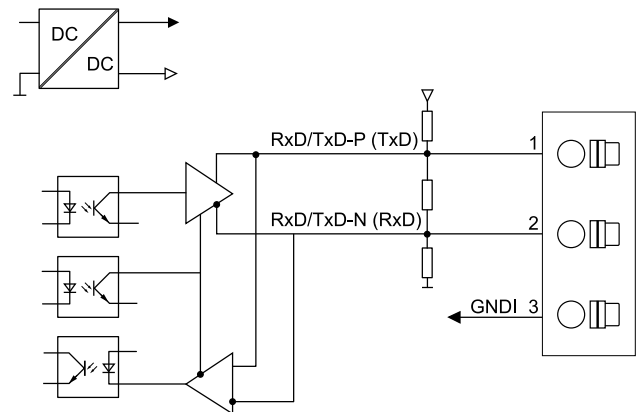 DC
DC
RxD/TxD-P (TxD) 1
RxD/TxD-N (RxD) 2
GNDI 3